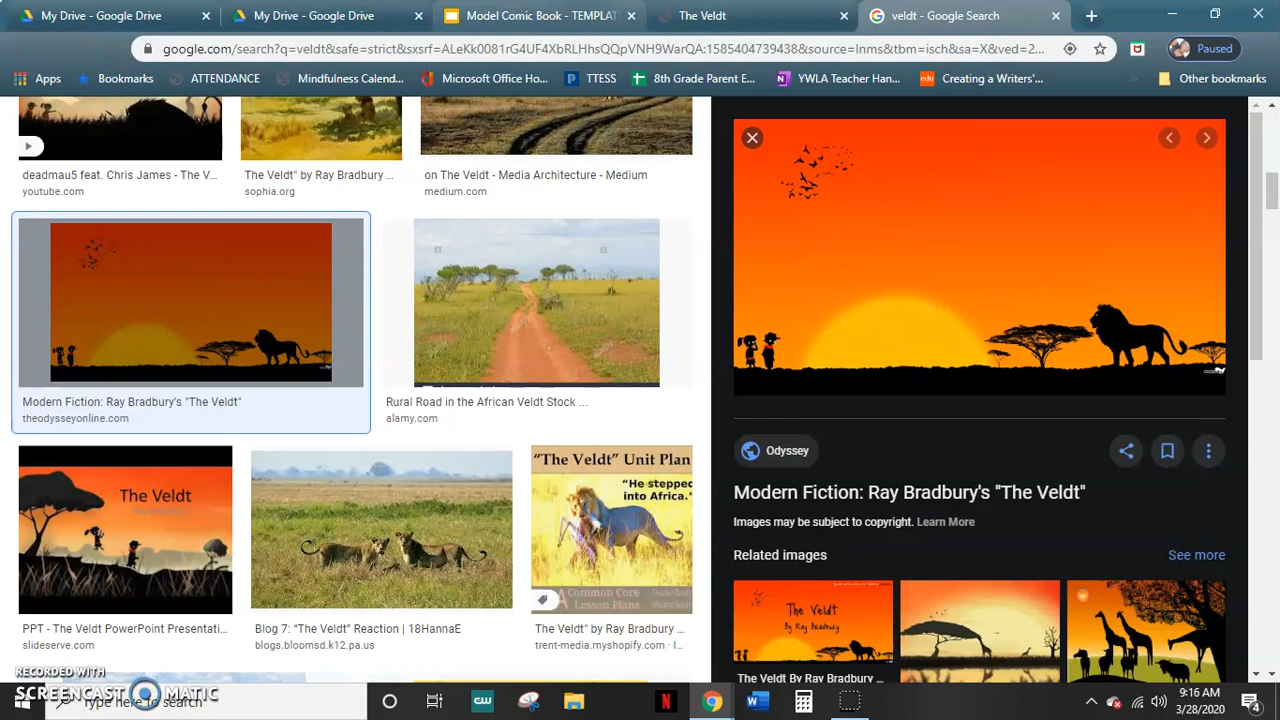 My Drive - Google Drive
My Drive - Google Drive
Model Comic Book - TEMPLAT
The Veldt
veldt - Google Search
google.com/search?q=veldt&safe=strict&sxsrf=ALeKk0081rG4UF4XbRLHhsQQpVNH9WarQA:1585404739438&source=lnms&tbm=isch&sa=X&ved=2...
Paused
Apps
Bookmarks
ATTENDANCE
Mindfulness Calend...
Microsoft Office Ho...
TTESS
8th Grade Parent E...
YWLA Teacher Han...
Creating a Writers'...
Other bookmarks
deadmau5 feat. Chris James - The V...
youtube.com
The Veldt" by Ray Bradbury ...
sophia.org
on The Veldt - Media Architecture - Medium
medium.com
Modern Fiction: Ray Bradbury's "The Veldt"
theodysseyonline.com
Rural Road in the African Veldt Stock ...
alamy.com
The Veldt
"The Veldt" Unit Plan
"He stepped
into Africa."
Common Core
Lesson Plans
PPT - The Veldt PowerPoint Presentati...
slideserve.com
Blog 7: "The Veldt" Reaction | 18HannaE
blogs.bloomsd.k12.pa.us
The Veldt" by Ray Bradbury ...
trent-media.myshopify.com · I...
Odyssey
Modern Fiction: Ray Bradbury's "The Veldt"
Images may be subject to copyright. Learn More
Related images
See more
The Veldt
By Ray Bradbury
The Veldt By Ray Bradbury ...
RECORDED WITH
SCREENCAST MATIC
Type here to search
9:16 AM
3/28/2020
4